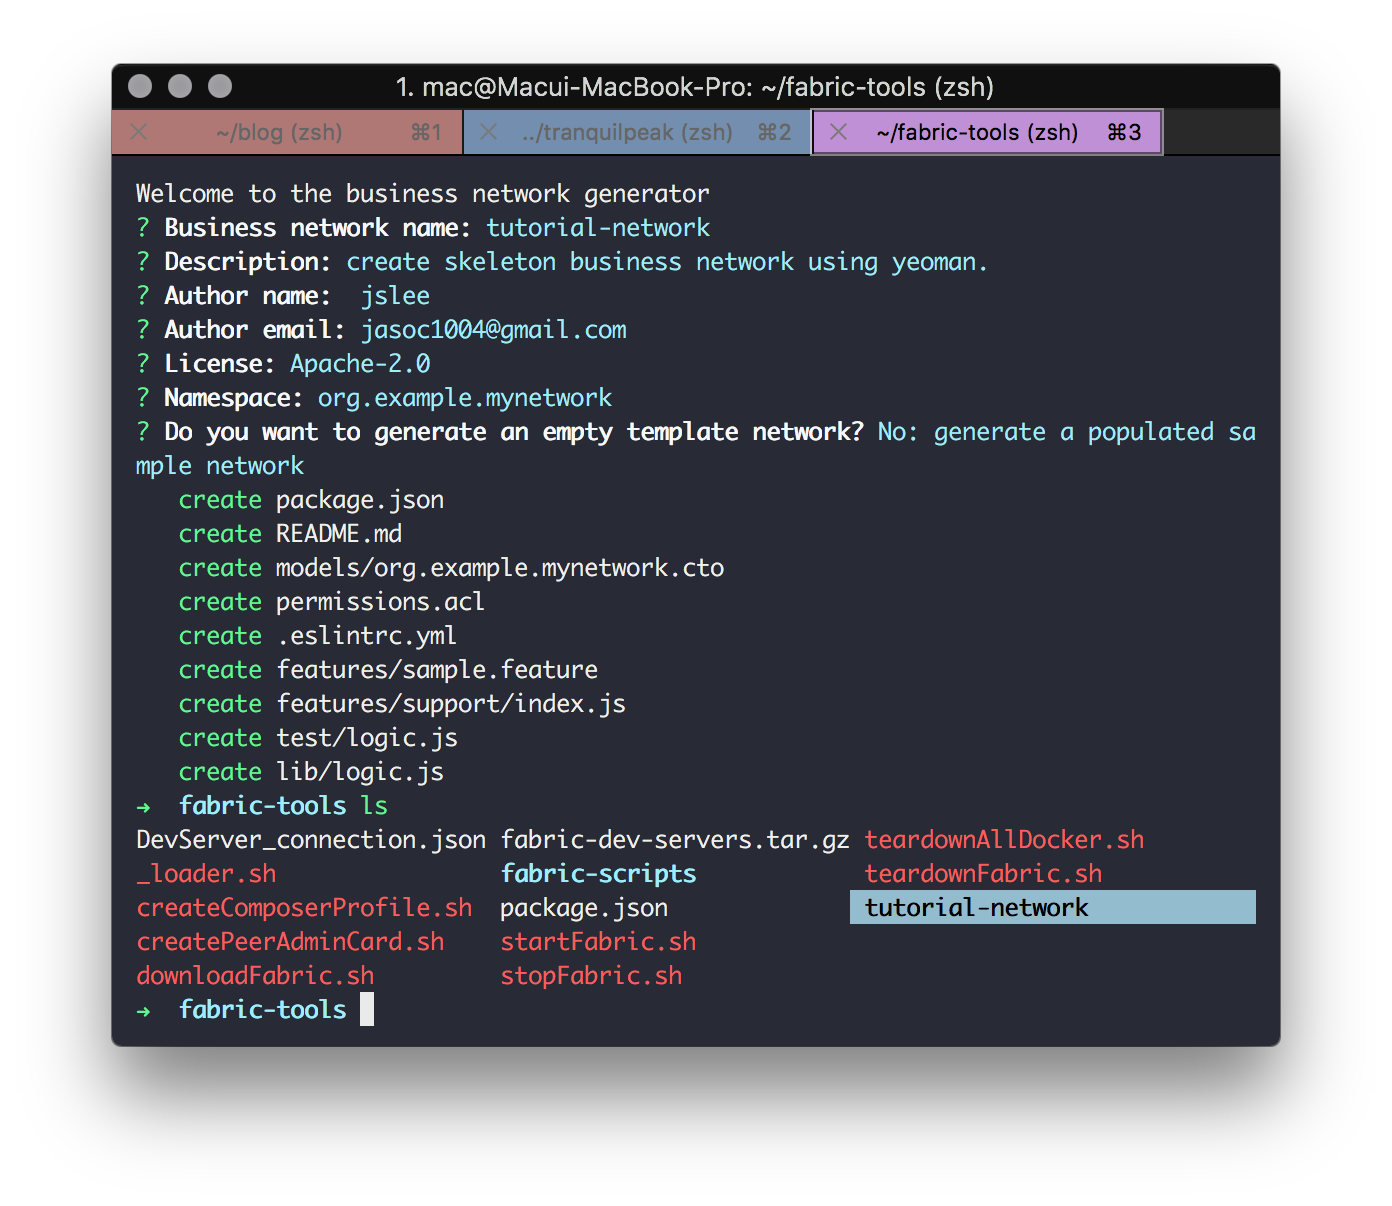 1. mac@Macui-MacBook-Pro: ~/fabric-tools (zsh)
~/blog (zsh) ⌘1 ../tranquilpeak (zsh) ⌘2 ~/fabric-tools (zsh) ⌘3
Welcome to the business network generator
? Business network name: tutorial-network
? Description: create skeleton business network using yeoman.
? Author name:  jslee
? Author email: jasoc1004@gmail.com
? License: Apache-2.0
? Namespace: org.example.mynetwork
? Do you want to generate an empty template network? No: generate a populated sa
mple network
   create package.json
   create README.md
   create models/org.example.mynetwork.cto
   create permissions.acl
   create .eslintrc.yml
   create features/sample.feature
   create features/support/index.js
   create test/logic.js
   create lib/logic.js
→  fabric-tools ls
DevServer_connection.json fabric-dev-servers.tar.gz teardownAllDocker.sh
_loader.sh                fabric-scripts            teardownFabric.sh
createComposerProfile.sh  package.json              tutorial-network
createPeerAdminCard.sh    startFabric.sh
downloadFabric.sh         stopFabric.sh
→  fabric-tools